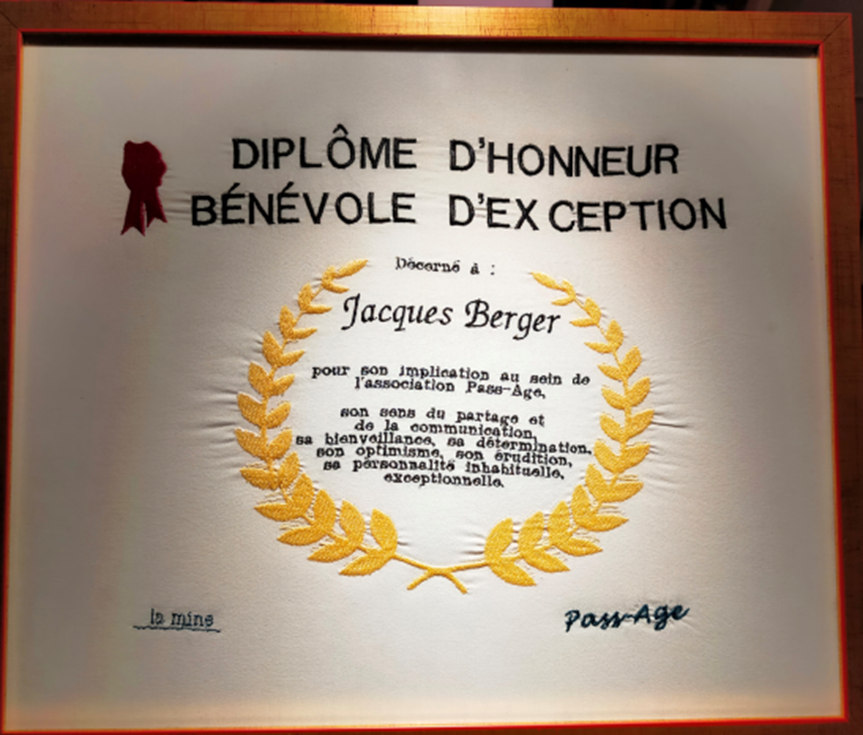 DIPLÔME D'HONNEUR
BÉNÉVOLE D'EXCEPTION
Décerné à :
Jacques Berger
pour son implication au sein de
l'association Pass-Age,
son sens du partage et
de la communication,
sa bienveillance, sa détermination,
son optimisme, son érudition,
sa personnalité inhabituelle,
exceptionnelle.
la mine
Pass-Age